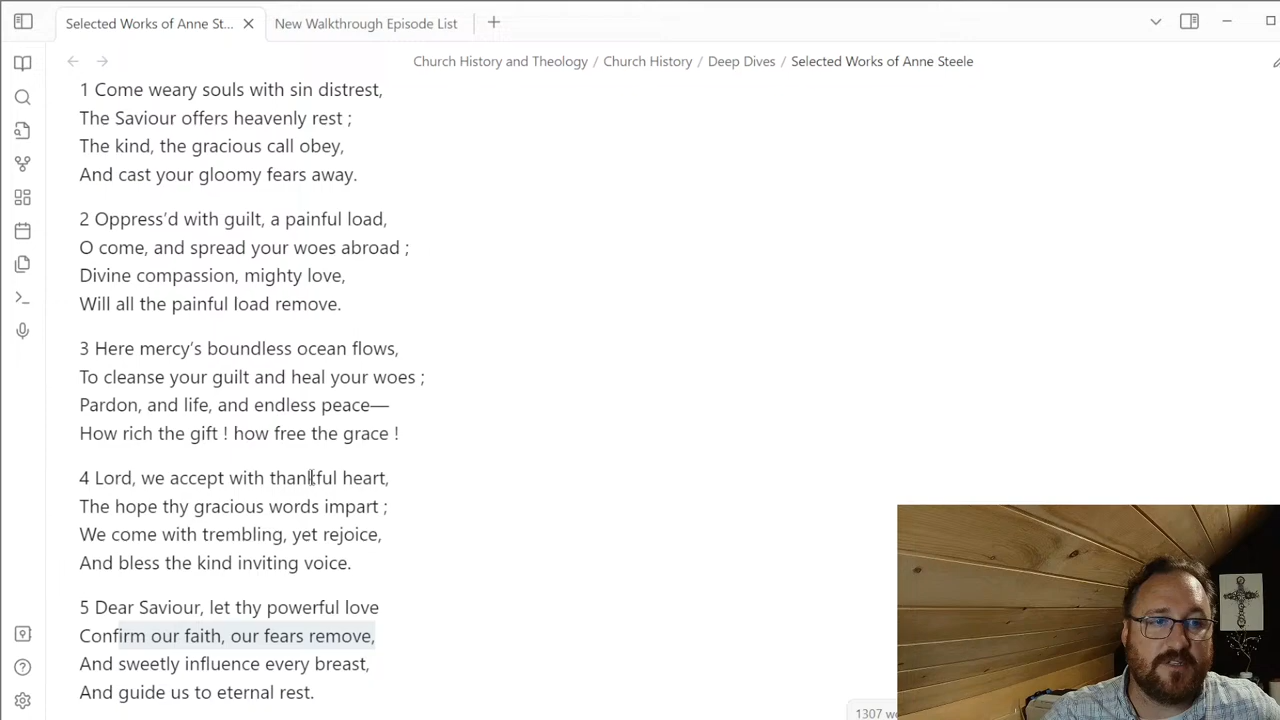 Selected Works of Anne St...
New Walkthrough Episode List
Church History and Theology / Church History / Deep Dives / Selected Works of Anne Steele
1 Come weary souls with sin distrest,
The Saviour offers heavenly rest ;
The kind, the gracious call obey,
And cast your gloomy fears away.
2 Oppress'd with guilt, a painful load,
O come, and spread your woes abroad ;
Divine compassion, mighty love,
Will all the painful load remove.
3 Here mercy's boundless ocean flows,
To cleanse your guilt and heal your woes ;
Pardon, and life, and endless peace—
How rich the gift ! how free the grace !
4 Lord, we accept with thankful heart,
The hope thy gracious words impart ;
We come with trembling, yet rejoice,
And bless the kind inviting voice.
5 Dear Saviour, let thy powerful love
Confirm our faith, our fears remove,
And sweetly influence every breast,
And guide us to eternal rest.
1307